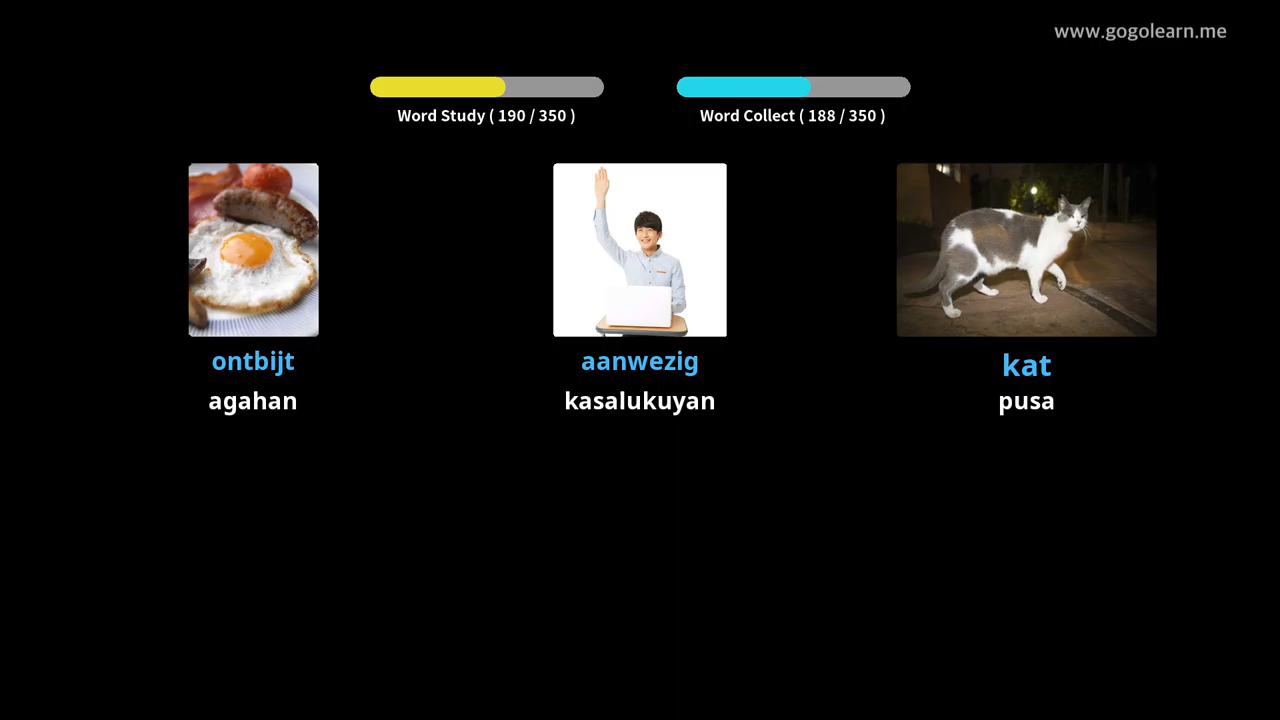 www.gogolearn.me
Word Study ( 190 / 350 )
Word Collect ( 188 / 350 )
ontbijt
agahan
aanwezig
kasalukuyan
kat
pusa